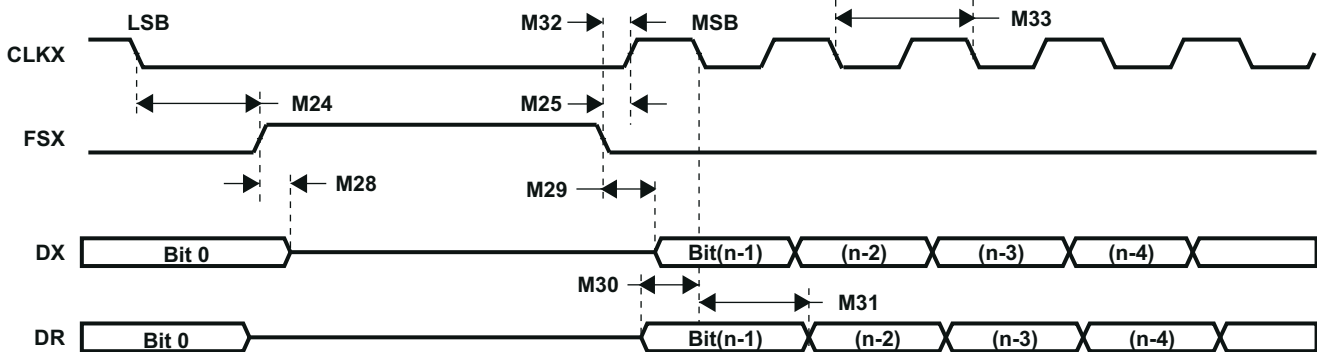 LSB M32 MSB M33
CLKX
M24 M25
FSX
M28 M29
DX Bit 0 Bit(n-1) (n-2) (n-3) (n-4)
M30 M31
DR Bit 0 Bit(n-1) (n-2) (n-3) (n-4)